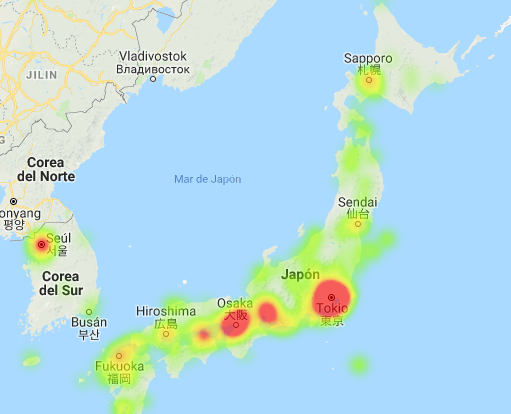 Vladivostok
Владивосток
JILIN
Sapporo
札幌
Corea
del Norte
Mar de Japón
onyang
평양
Sendai
仙台
Seúl
서울
Corea
del Sur
Japón
Busán
부산
Hiroshima
広島
Osaka
大阪
Tokio
東京
Fukuoka
福岡